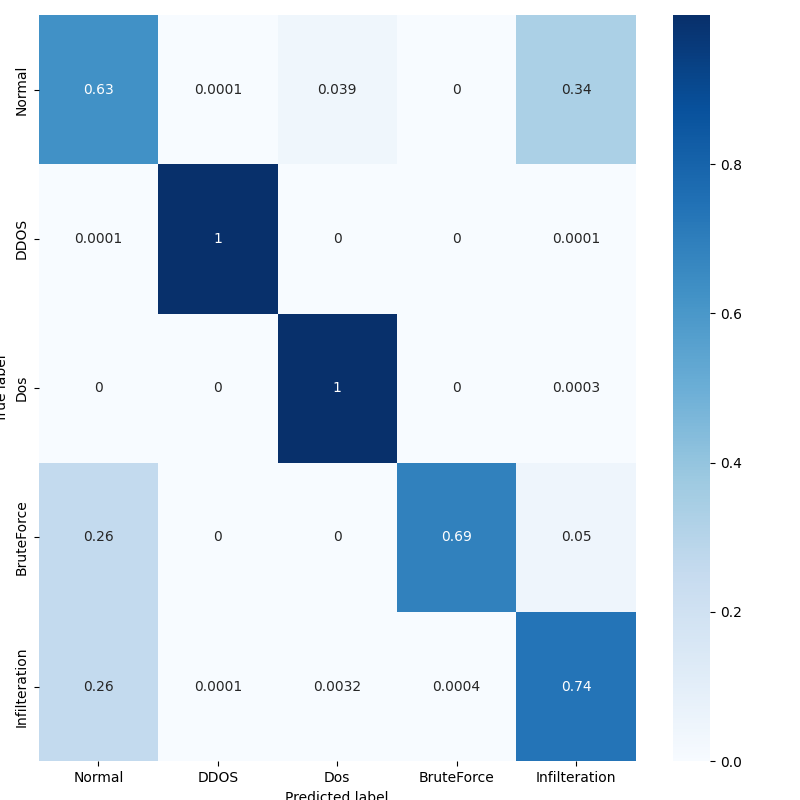 Normal 0.63 0.0001 0.039 0 0.34
DDOS 0.0001 1 0 0 0.0001
Dos 0 0 1 0 0.0003
BruteForce 0.26 0 0 0.69 0.05
Infilteration 0.26 0.0001 0.0032 0.0004 0.74
Normal DDOS Dos BruteForce Infilteration
Predicted label
True label
0.8
0.6
0.4
0.2
0.0